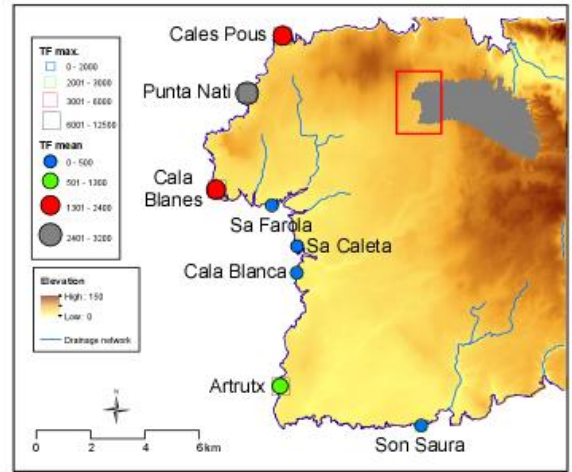 TF max.
0 - 2000
2001 - 3000
3001 - 6000
6001 - 12500
TF mean
0 - 500
501 - 1300
1301 - 2400
2401 - 3200
Elevation
High : 150
Low : 0
Drainage network
Cales Pous
Punta Nati
Cala
Blanes
Sa Farola
Sa Caleta
Cala Blanca
Artrutx
Son Saura
N
0 2 4 6 km